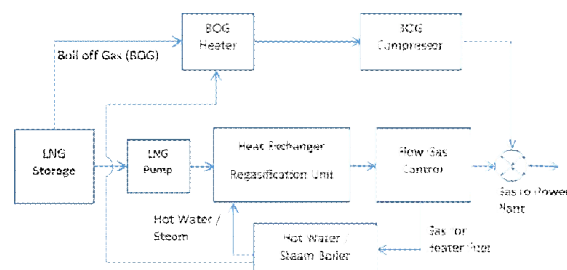 BOG
Heater
BOG
Compressor
Boil off Gas (BOG)
LNG
Storage
LNG
Pump
Heat Exchanger
Regasification Unit
Flow Gas
Control
Gas to Power
Plant
Hot Water /
Steam
Hot Water /
Steam Boiler
Gas for
Heater Fuel